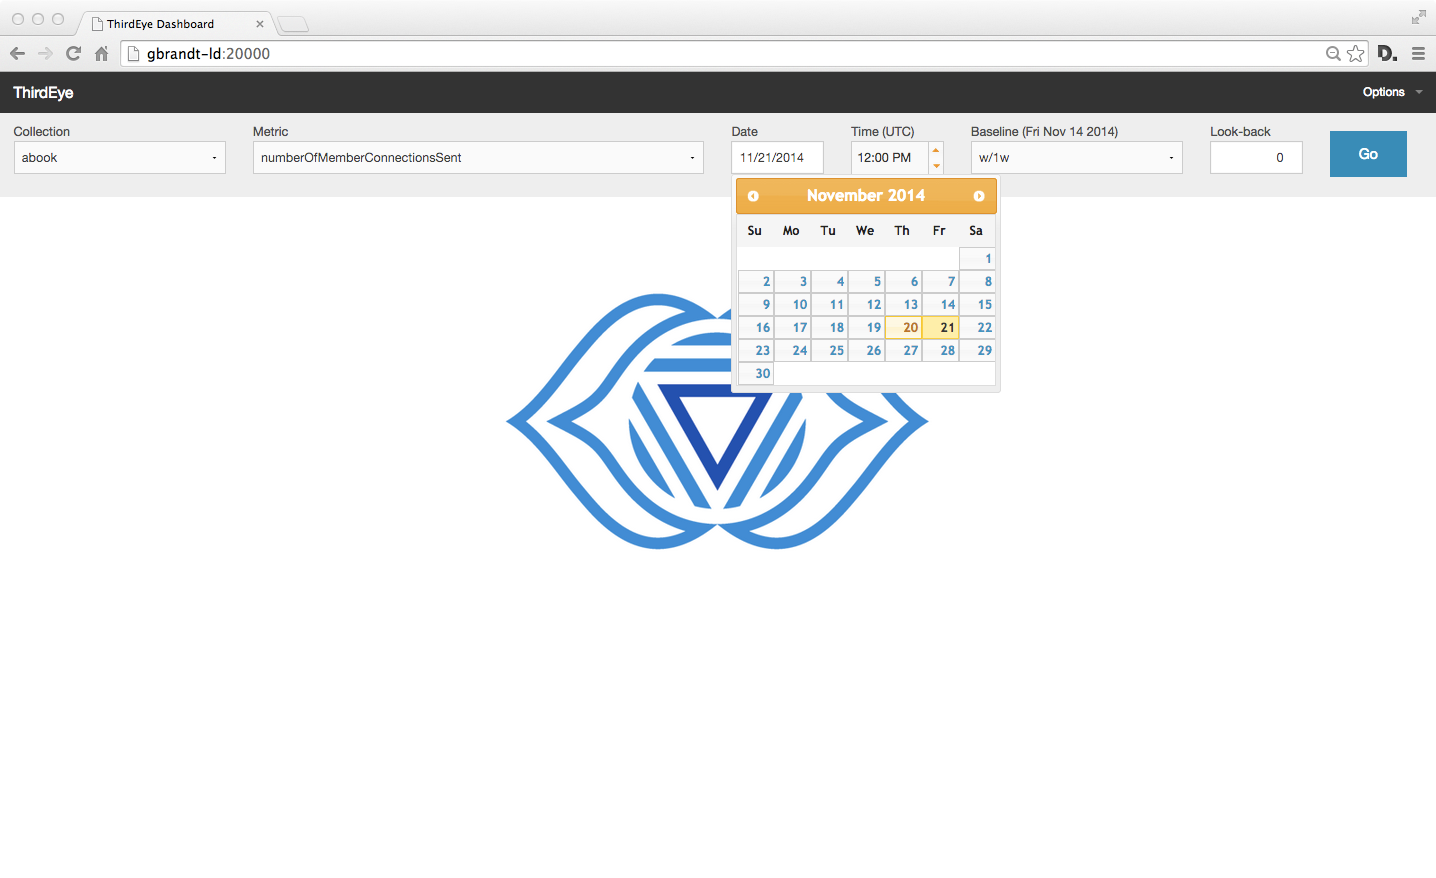 ThirdEye Dashboard
gbrandt-ld:20000
D.
ThirdEye
Options
Collection
Metric
Date
Time (UTC)
Baseline (Fri Nov 14 2014)
Look-back
abook
numberOfMemberConnectionsSent
11/21/2014
12:00 PM
w/1w
0
Go
November 2014
Su Mo Tu We Th Fr Sa
1
2 3 4 5 6 7 8
9 10 11 12 13 14 15
16 17 18 19 20 21 22
23 24 25 26 27 28 29
30